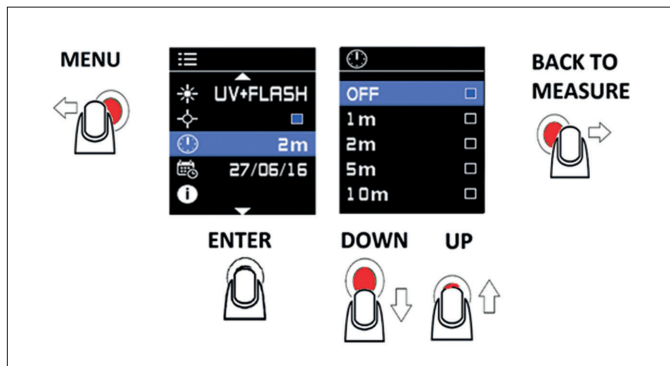 MENU
UV+FLASH
2m
27/06/16
i
OFF
1m
2m
5m
10m
BACK TO
MEASURE
ENTER
DOWN
UP